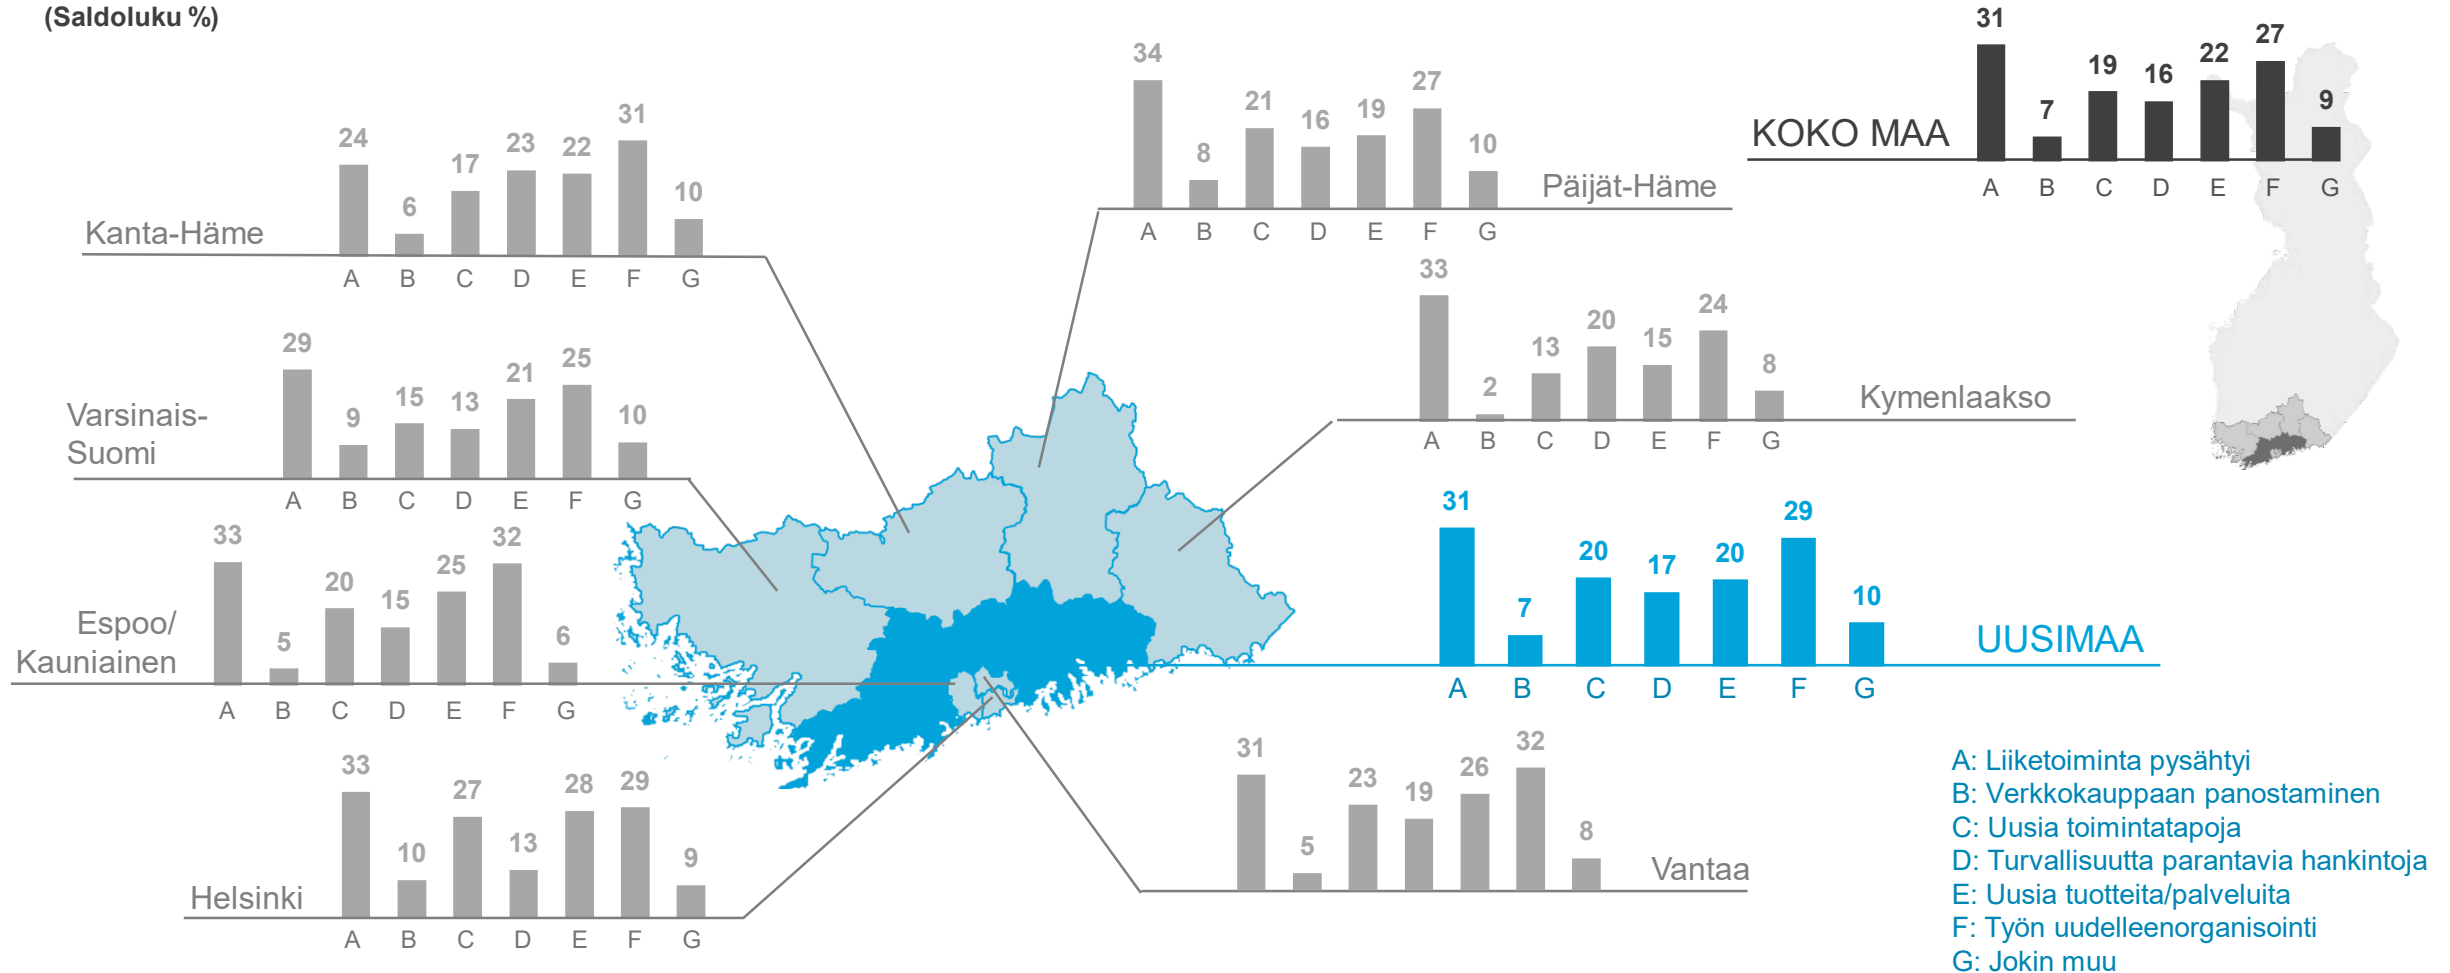 (Saldoluku %)
31 7 19 16 22 27 9
KOKO MAA
A B C D E F G
34 8 21 16 19 27 10
Päijät-Häme
A B C D E F G
24 6 17 23 22 31 10
Kanta-Häme
A B C D E F G
33 2 13 20 15 24 8
Kymenlaakso
A B C D E F G
29 9 15 13 21 25 10
Varsinais-
Suomi
A B C D E F G
31 7 20 17 20 29 10
UUSIMAA
A B C D E F G
33 5 20 15 25 32 6
Espoo/
Kauniainen
A B C D E F G
31 5 23 19 26 32 8
Vantaa
33 10 27 13 28 29 9
Helsinki
A B C D E F G
A: Liiketoiminta pysähtyi
B: Verkkokauppaan panostaminen
C: Uusia toimintatapoja
D: Turvallisuutta parantavia hankintoja
E: Uusia tuotteita/palveluita
F: Työn uudelleenorganisointi
G: Jokin muu